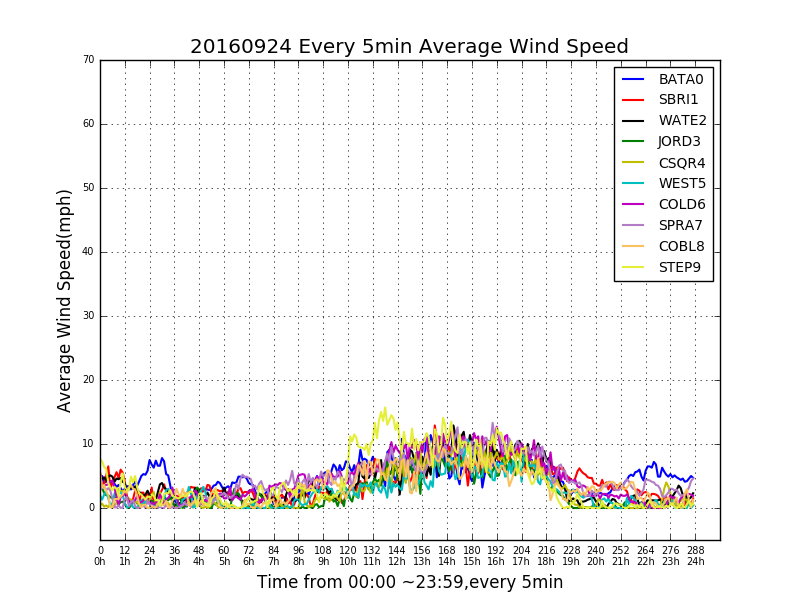 20160924 Every 5min Average Wind Speed
70
60
50
40
30
20
10
0
Average Wind Speed(mph)
BATA0
SBRI1
WATE2
JORD3
CSQR4
WEST5
COLD6
SPRA7
COBL8
STEP9
0 12 24 36 48 60 72 84 96 108 120 132 144 156 168 180 192 204 216 228 240 252 264 276 288
0h 1h 2h 3h 4h 5h 6h 7h 8h 9h 10h 11h 12h 13h 14h 15h 16h 17h 18h 19h 20h 21h 22h 23h 24h
Time from 00:00 ~23:59,every 5min